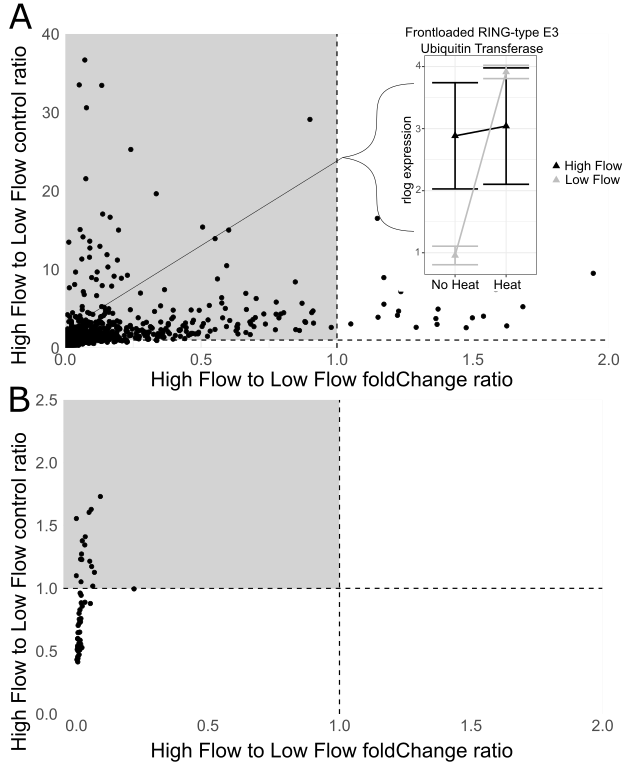 A
High Flow to Low Flow control ratio
40
30
20
10
0
0.0
0.5
1.0
1.5
2.0
High Flow to Low Flow foldChange ratio
Frontloaded RING-type E3
Ubiquitin Transferase
rlog expression
4
3
2
1
No Heat
Heat
High Flow
Low Flow
B
High Flow to Low Flow control ratio
2.5
2.0
1.5
1.0
0.5
0.0
0.0
0.5
1.0
1.5
2.0
High Flow to Low Flow foldChange ratio